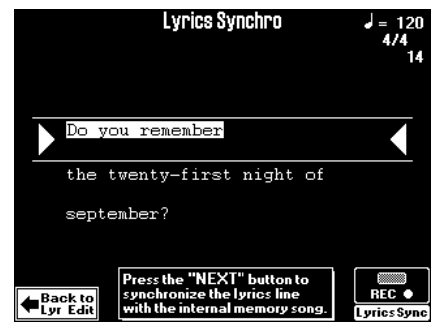 Lyrics Synchro
♩ = 120
4/4
14
Do you remember
the twenty-first night of
september?
Back to
Lyr Edit
Press the "NEXT" button to
synchronize the lyrics line
with the internal memory song.
REC ●
Lyrics Sync